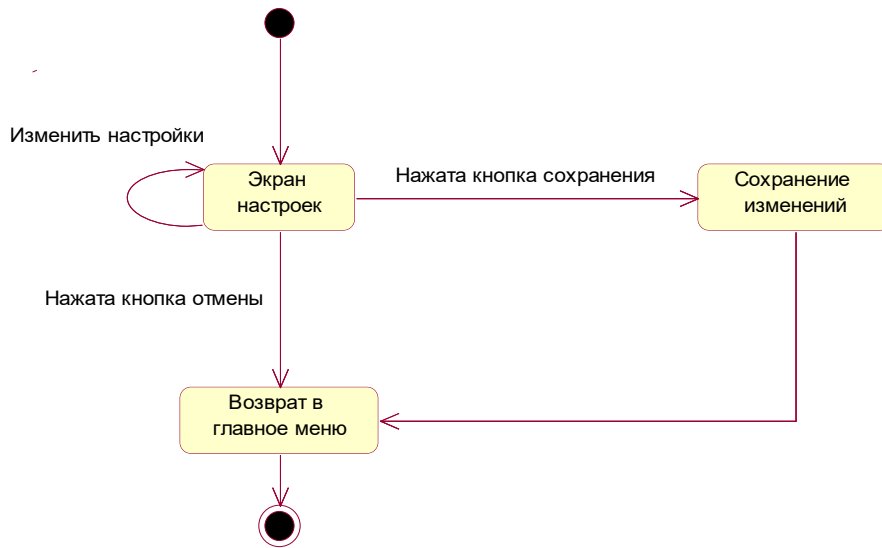 Изменить настройки
Экран
настроек
Нажата кнопка сохранения
Сохранение
изменений
Нажата кнопка отмены
Возврат в
главное меню